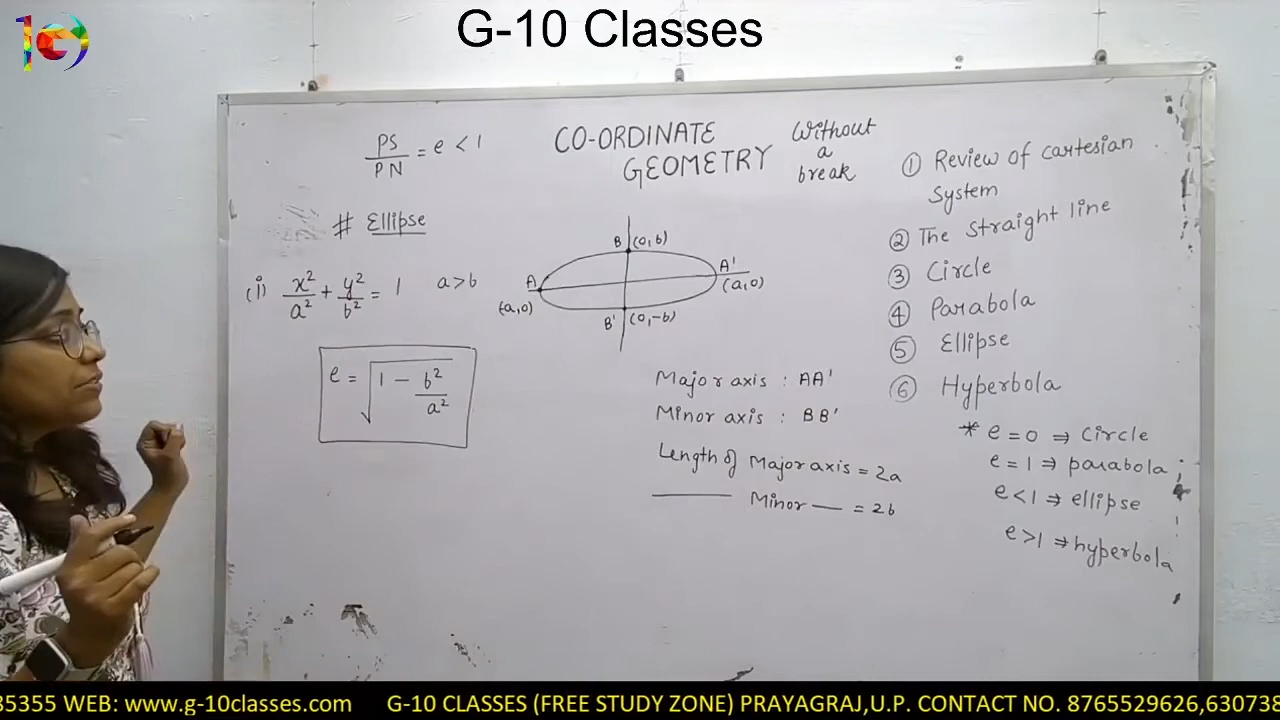 G-10 Classes
PS/PN = e < 1
CO-ORDINATE
GEOMETRY
Without
a
break
# Ellipse
(i) x²/a² + y²/b² = 1 a>b
e = √(1 − b²/a²)
B (0,b)
A
(a,0)
A'
(a,0)
B' (0,-b)
Major axis : AA'
Minor axis : BB'
Length of Major axis = 2a
——— Minor — = 2b
① Review of cartesian
system
② The straight line
③ Circle
④ Parabola
⑤ Ellipse
⑥ Hyperbola
* e = 0 ⇒ Circle
e = 1 ⇒ parabola
e < 1 ⇒ ellipse
e > 1 ⇒ hyperbola
35355 WEB: www.g-10classes.com G-10 CLASSES (FREE STUDY ZONE) PRAYAGRAJ,U.P. CONTACT NO. 8765529626,630738